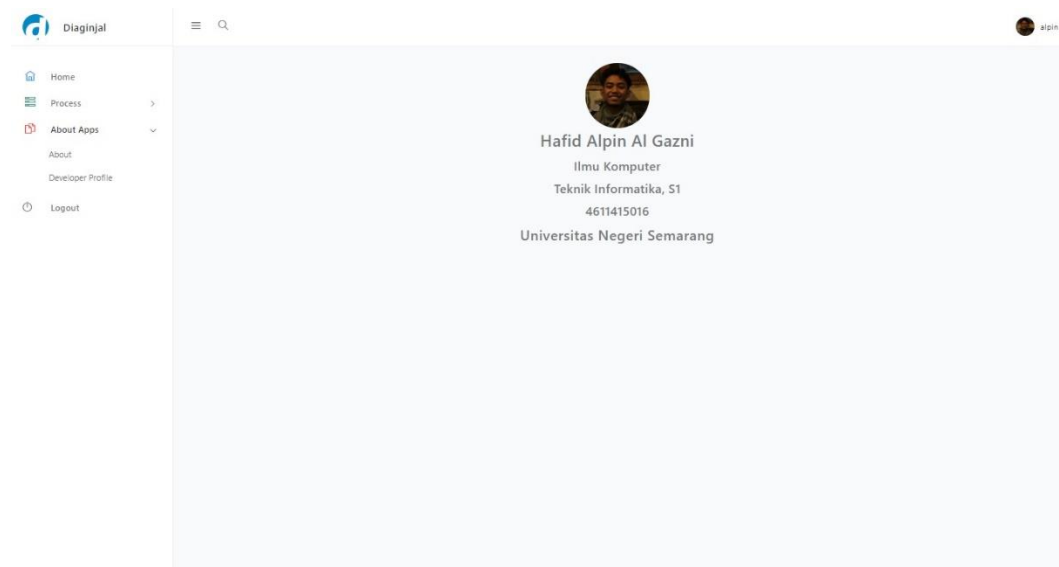 Diaginjal
alpin
Home
Process
About Apps
About
Developer Profile
Logout
Hafid Alpin Al Gazni
Ilmu Komputer
Teknik Informatika, S1
4611415016
Universitas Negeri Semarang